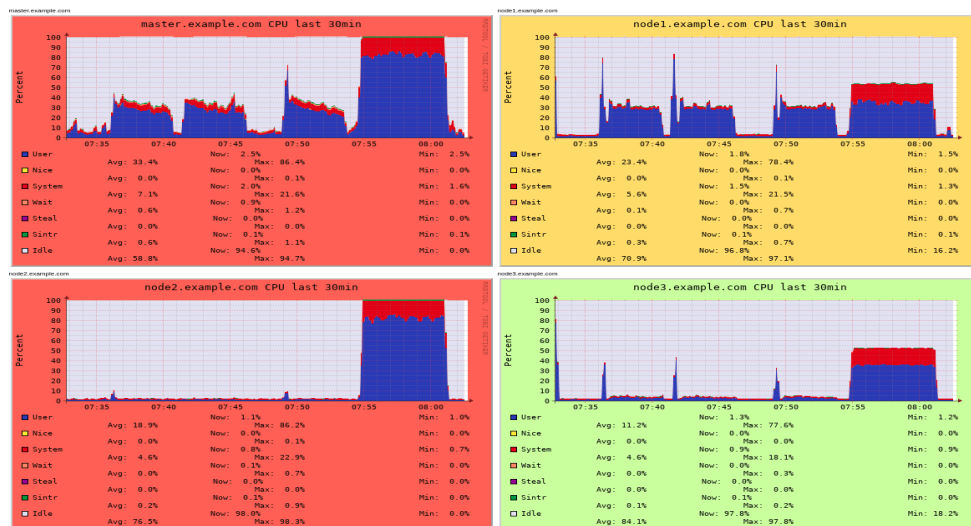 master.example.com
master.example.com CPU last 30min
RRDTOOL / TOBI OETIKER
Percent
100
90
80
70
60
50
40
30
20
10
0
07:35 07:40 07:45 07:50 07:55 08:00
User Now: 2.5% Min: 2.5%
Avg: 33.4% Max: 86.4%
Nice Now: 0.0% Min: 0.0%
Avg: 0.0% Max: 0.1%
System Now: 2.0% Min: 1.6%
Avg: 7.1% Max: 21.6%
Wait Now: 0.9% Min: 0.0%
Avg: 0.6% Max: 1.2%
Steal Now: 0.0% Min: 0.0%
Avg: 0.0% Max: 0.0%
Sintr Now: 0.1% Min: 0.1%
Avg: 0.6% Max: 1.1%
Idle Now: 94.6% Min: 0.0%
Avg: 58.8% Max: 94.7%
node1.example.com
node1.example.com CPU last 30min
Percent
100
90
80
70
60
50
40
30
20
10
0
07:35 07:40 07:45 07:50 07:55 08:00
User Now: 1.8% Min: 1.5%
Avg: 23.4% Max: 78.4%
Nice Now: 0.0% Min: 0.0%
Avg: 0.0% Max: 0.1%
System Now: 1.5% Min: 1.3%
Avg: 5.6% Max: 21.5%
Wait Now: 0.0% Min: 0.0%
Avg: 0.1% Max: 0.7%
Steal Now: 0.0% Min: 0.0%
Avg: 0.0% Max: 0.0%
Sintr Now: 0.1% Min: 0.1%
Avg: 0.3% Max: 0.7%
Idle Now: 96.8% Min: 16.2%
Avg: 70.9% Max: 97.1%
node2.example.com
node2.example.com CPU last 30min
RRDTOOL / TOBI OETIKER
Percent
100
90
80
70
60
50
40
30
20
10
0
07:35 07:40 07:45 07:50 07:55 08:00
User Now: 1.1% Min: 1.0%
Avg: 18.9% Max: 86.2%
Nice Now: 0.0% Min: 0.0%
Avg: 0.0% Max: 0.1%
System Now: 0.8% Min: 0.7%
Avg: 4.6% Max: 22.9%
Wait Now: 0.1% Min: 0.0%
Avg: 0.0% Max: 0.7%
Steal Now: 0.0% Min: 0.0%
Avg: 0.0% Max: 0.0%
Sintr Now: 0.1% Min: 0.0%
Avg: 0.2% Max: 0.9%
Idle Now: 98.0% Min: 0.0%
Avg: 76.5% Max: 98.3%
node3.example.com
node3.example.com CPU last 30min
Percent
100
90
80
70
60
50
40
30
20
10
0
07:35 07:40 07:45 07:50 07:55 08:00
User Now: 1.3% Min: 1.2%
Avg: 11.2% Max: 77.6%
Nice Now: 0.0% Min: 0.0%
Avg: 0.0% Max: 0.0%
System Now: 0.9% Min: 0.9%
Avg: 4.6% Max: 18.1%
Wait Now: 0.0% Min: 0.0%
Avg: 0.0% Max: 0.3%
Steal Now: 0.0% Min: 0.0%
Avg: 0.0% Max: 0.0%
Sintr Now: 0.1% Min: 0.0%
Avg: 0.1% Max: 0.2%
Idle Now: 97.8% Min: 18.2%
Avg: 84.1% Max: 97.8%